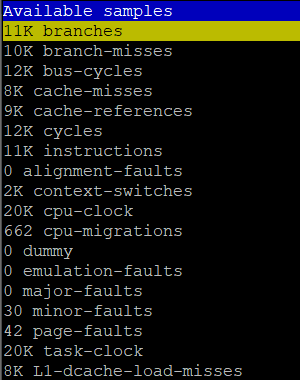 Available samples
11K branches
10K branch-misses
12K bus-cycles
8K cache-misses
9K cache-references
12K cycles
11K instructions
0 alignment-faults
2K context-switches
20K cpu-clock
662 cpu-migrations
0 dummy
0 emulation-faults
0 major-faults
30 minor-faults
42 page-faults
20K task-clock
8K L1-dcache-load-misses